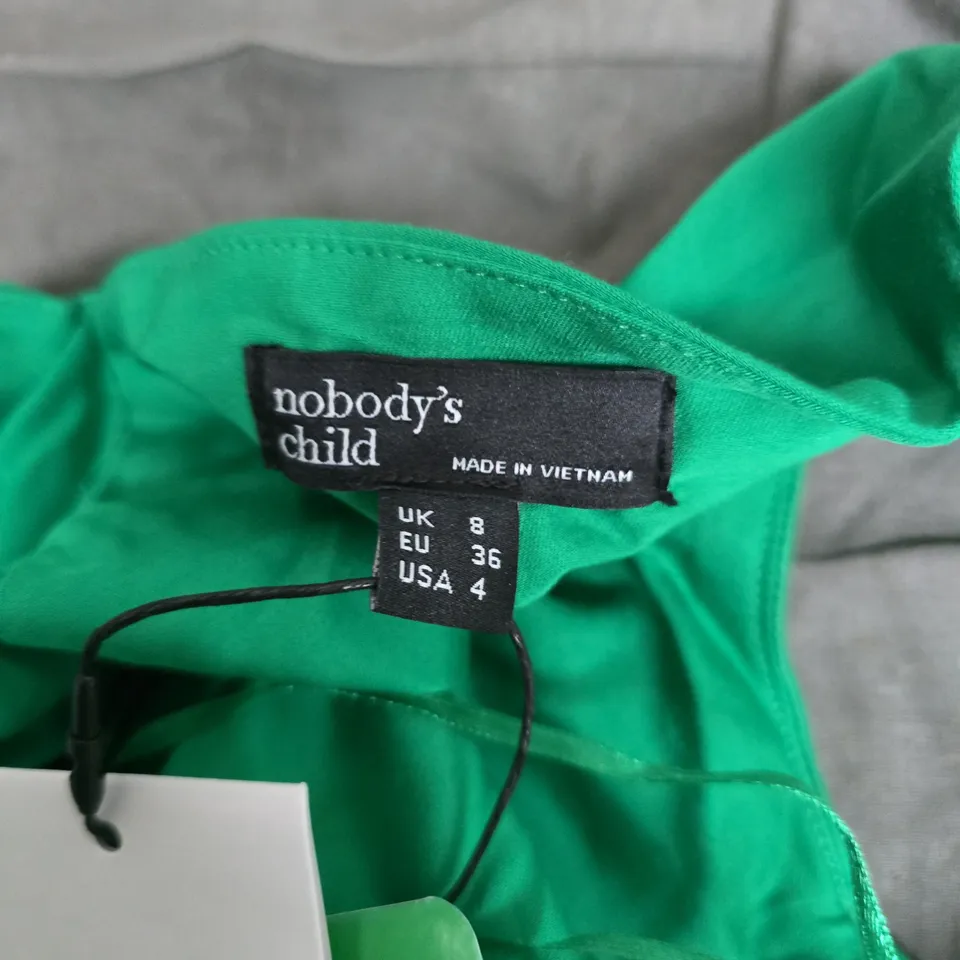 nobody's
child
MADE IN VIETNAM
UK 8
EU 36
USA 4